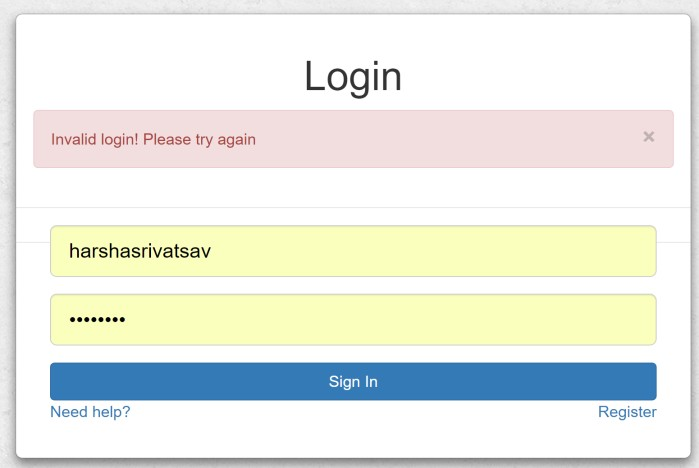 Login
Invalid login! Please try again ×
harshasrivatsav
••••••••
Sign In
Need help? Register